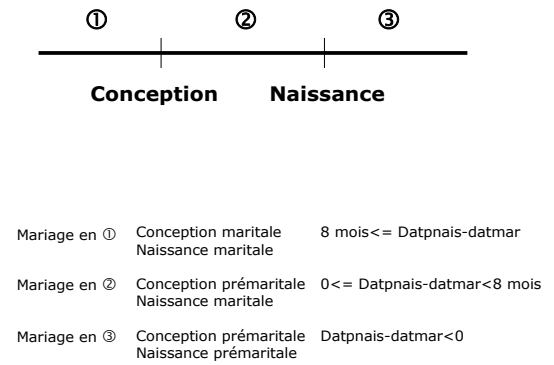 ① ② ③
Conception Naissance
Mariage en ① Conception maritale 8 mois<= Datpnais-datmar
Naissance maritale
Mariage en ② Conception prémaritale 0<= Datpnais-datmar<8 mois
Naissance maritale
Mariage en ③ Conception prémaritale Datpnais-datmar<0
Naissance prémaritale